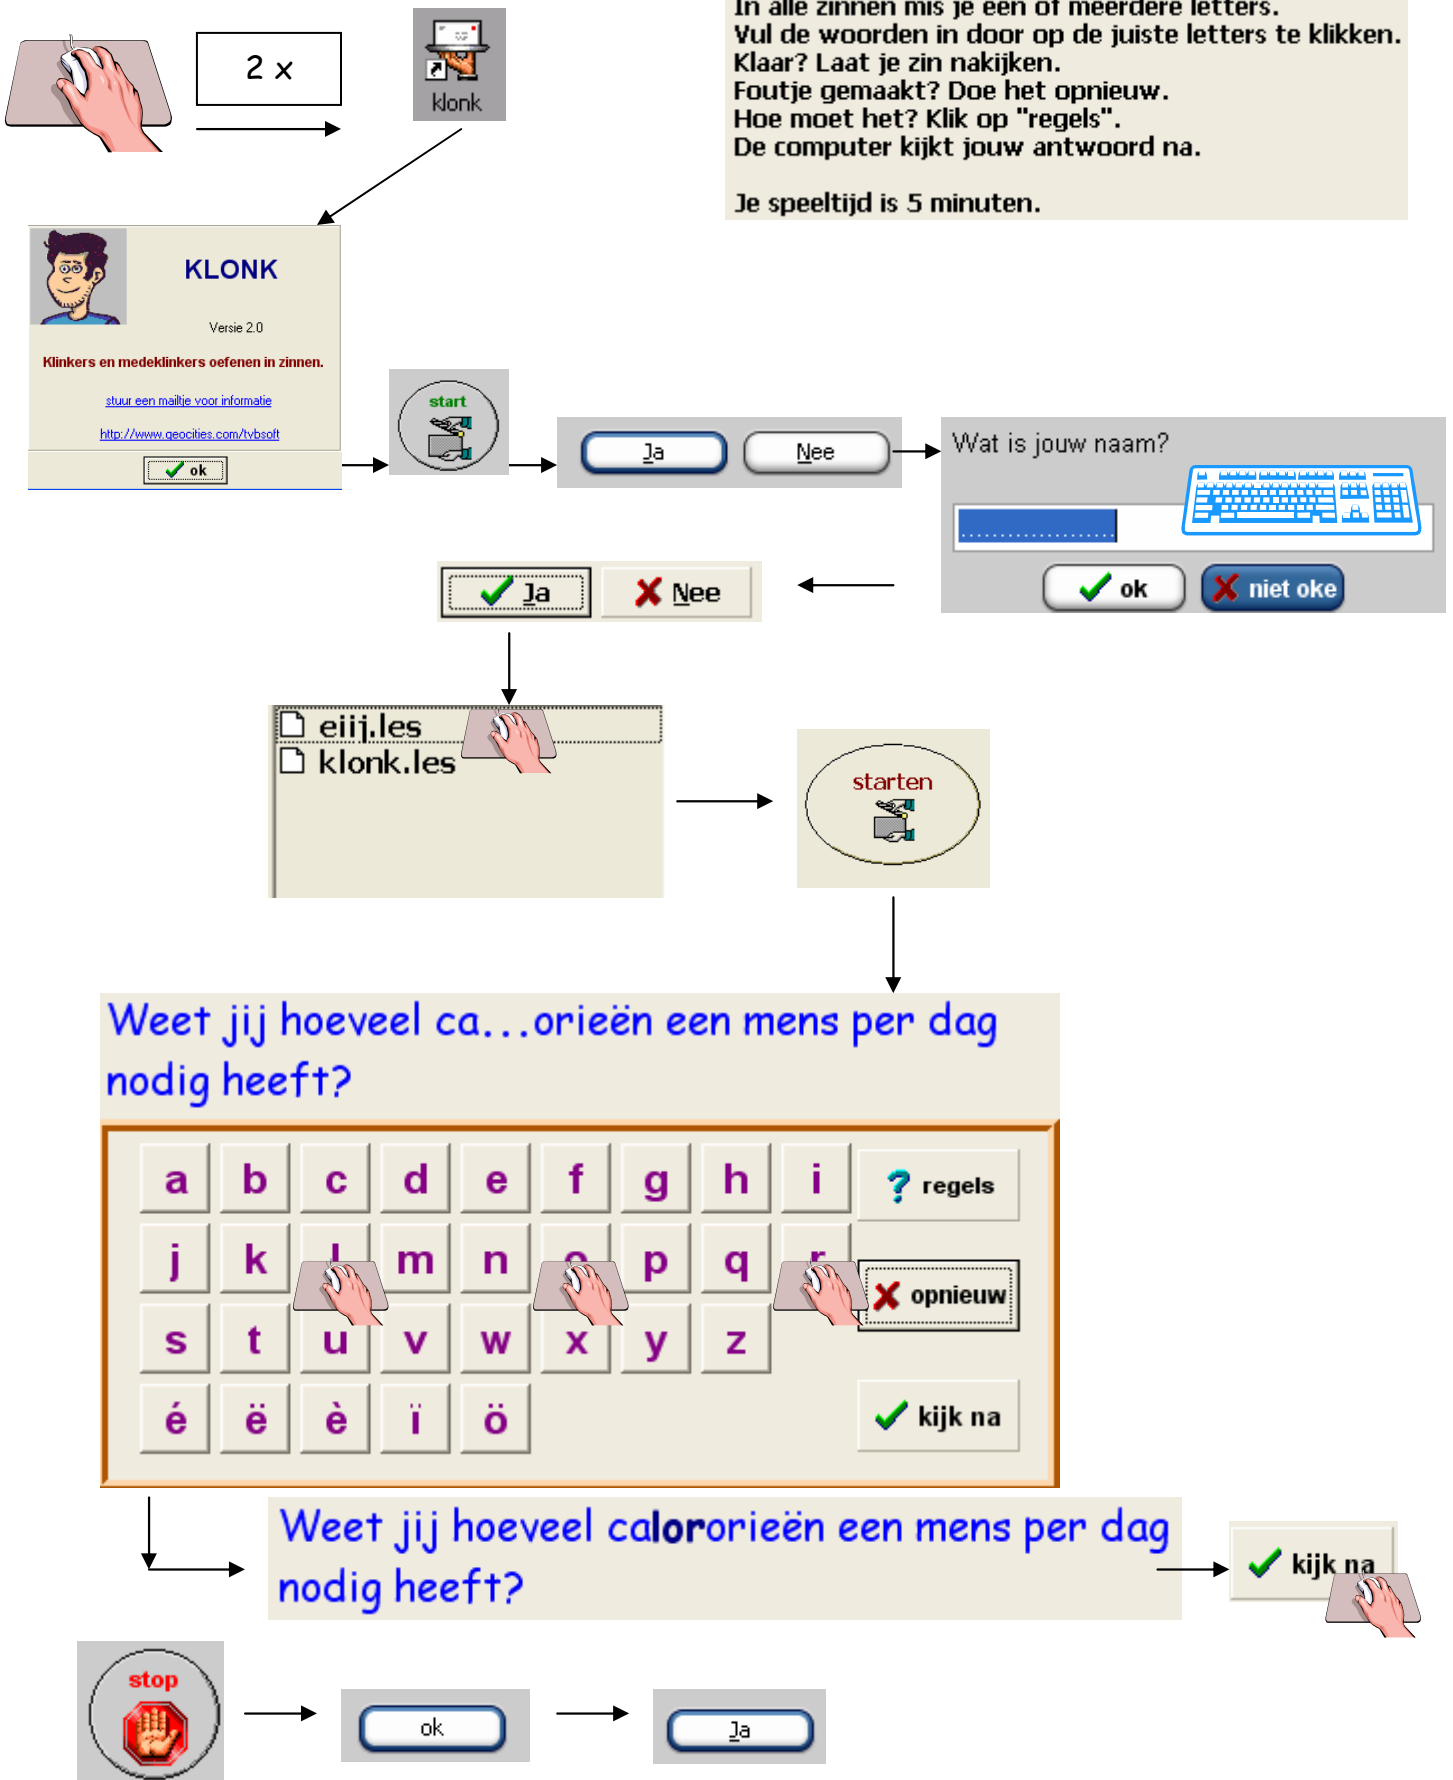 In alle zinnen mis je een of meerdere letters.
Vul de woorden in door op de juiste letters te klikken.
Klaar? Laat je zin nakijken.
Foutje gemaakt? Doe het opnieuw.
Hoe moet het? Klik op "regels".
De computer kijkt jouw antwoord na.
Je speeltijd is 5 minuten.
2 x
klonk
KLONK
Versie 2.0
Klinkers en medeklinkers oefenen in zinnen.
stuur een mailtje voor informatie
http://www.geocities.com/tvbsoft
ok
start
Ja Nee
Wat is jouw naam?
ok niet oke
Ja Nee
eiij.les
klonk.les
starten
Weet jij hoeveel ca...orieën een mens per dag
nodig heeft?
a b c d e f g h i ? regels
j k l m n o p q r opnieuw
s t u v w x y z
é ë è ï ö kijk na
Weet jij hoeveel calororieën een mens per dag
nodig heeft?
kijk na
stop
ok
Ja